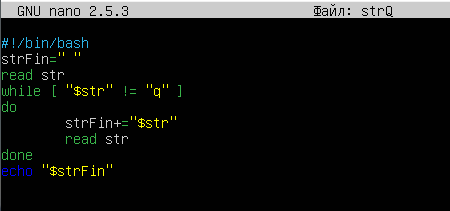 GNU nano 2.5.3 Файл: strQ
#!/bin/bash
strFin=" "
read str
while [ "$str" != "q" ]
do
        strFin+="$str"
        read str
done
echo "$strFin"